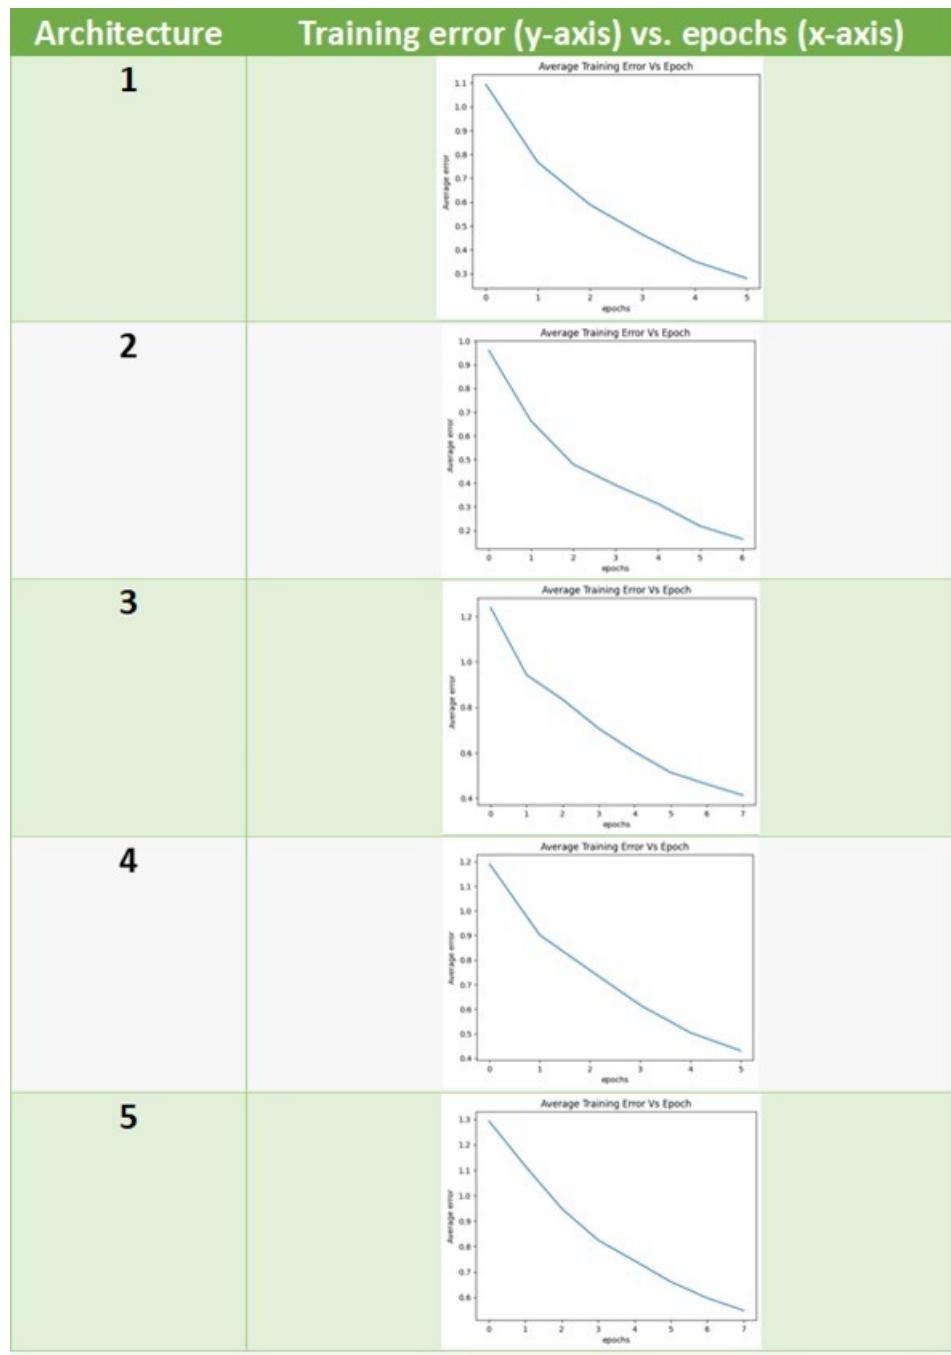 Architecture Training error (y-axis) vs. epochs (x-axis)
1
Average Training Error Vs Epoch
Average error
1.1
1.0
0.9
0.8
0.7
0.6
0.5
0.4
0.3
0 1 2 3 4 5
epochs
2
Average Training Error Vs Epoch
Average error
1.0
0.9
0.8
0.7
0.6
0.5
0.4
0.3
0.2
0 1 2 3 4 5 6
epochs
3
Average Training Error Vs Epoch
Average error
1.2
1.0
0.8
0.6
0.4
0 1 2 3 4 5 6 7
epochs
4
Average Training Error Vs Epoch
Average error
1.2
1.1
1.0
0.9
0.8
0.7
0.6
0.5
0.4
0 1 2 3 4 5
epochs
5
Average Training Error Vs Epoch
Average error
1.3
1.2
1.1
1.0
0.9
0.8
0.7
0.6
0 1 2 3 4 5 6 7
epochs